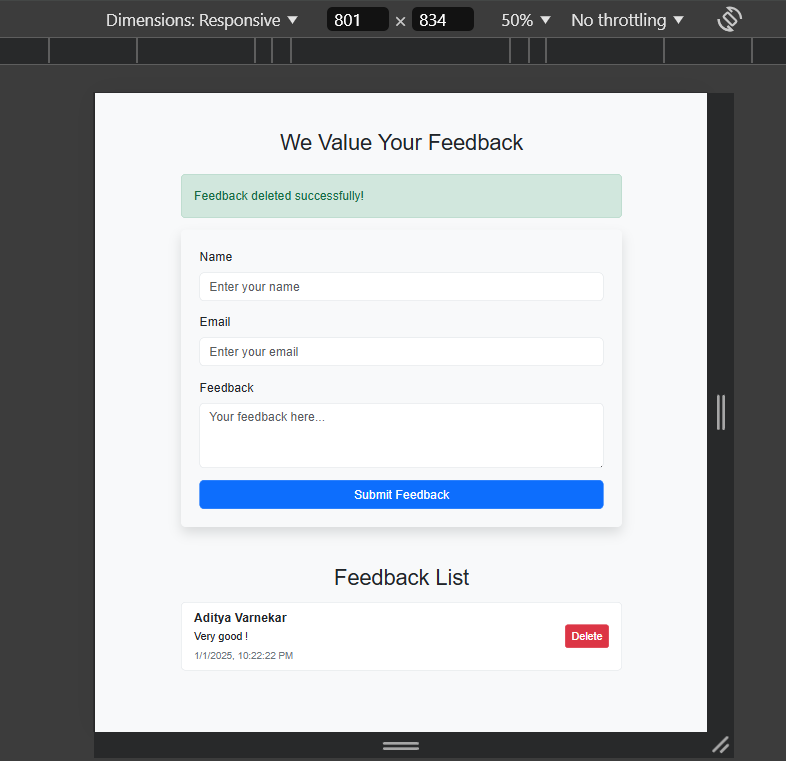 Dimensions: Responsive ▼ 801 × 834 50% ▼ No throttling ▼
We Value Your Feedback
Feedback deleted successfully!
Name
Enter your name
Email
Enter your email
Feedback
Your feedback here...
Submit Feedback
Feedback List
Aditya Varnekar
Very good !
Delete
1/1/2025, 10:22:22 PM